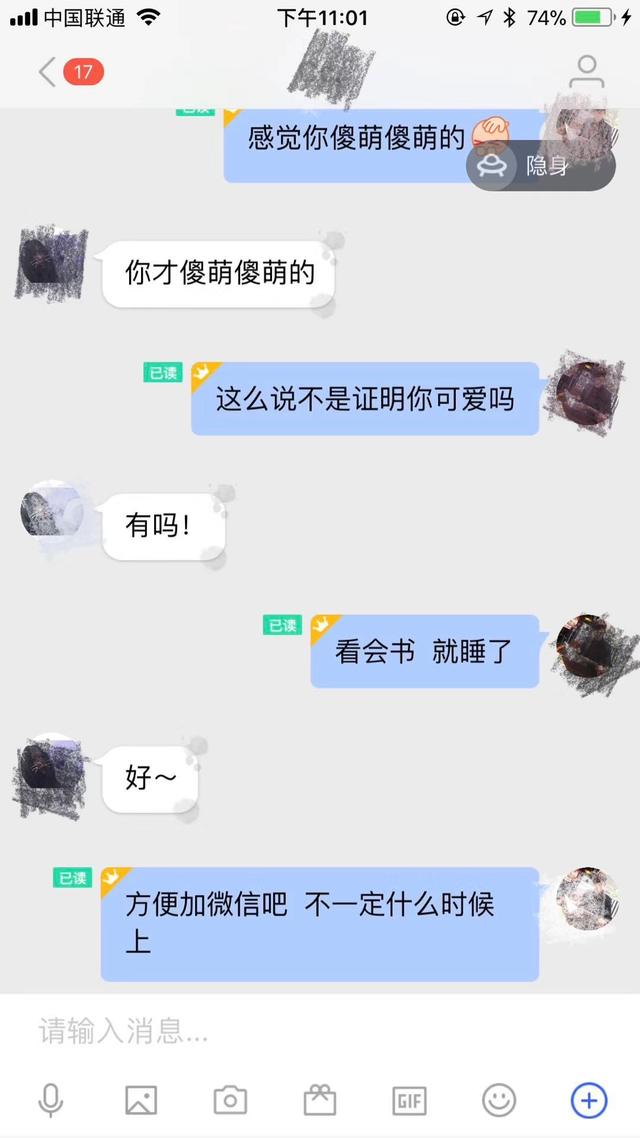 中国联通
下午11:01
74%
17
已读
感觉你傻萌傻萌的
隐身
你才傻萌傻萌的
已读
这么说不是证明你可爱吗
有吗！
已读
看会书 就睡了
好～
已读
方便加微信吧 不一定什么时候
上
请输入消息...
GIF